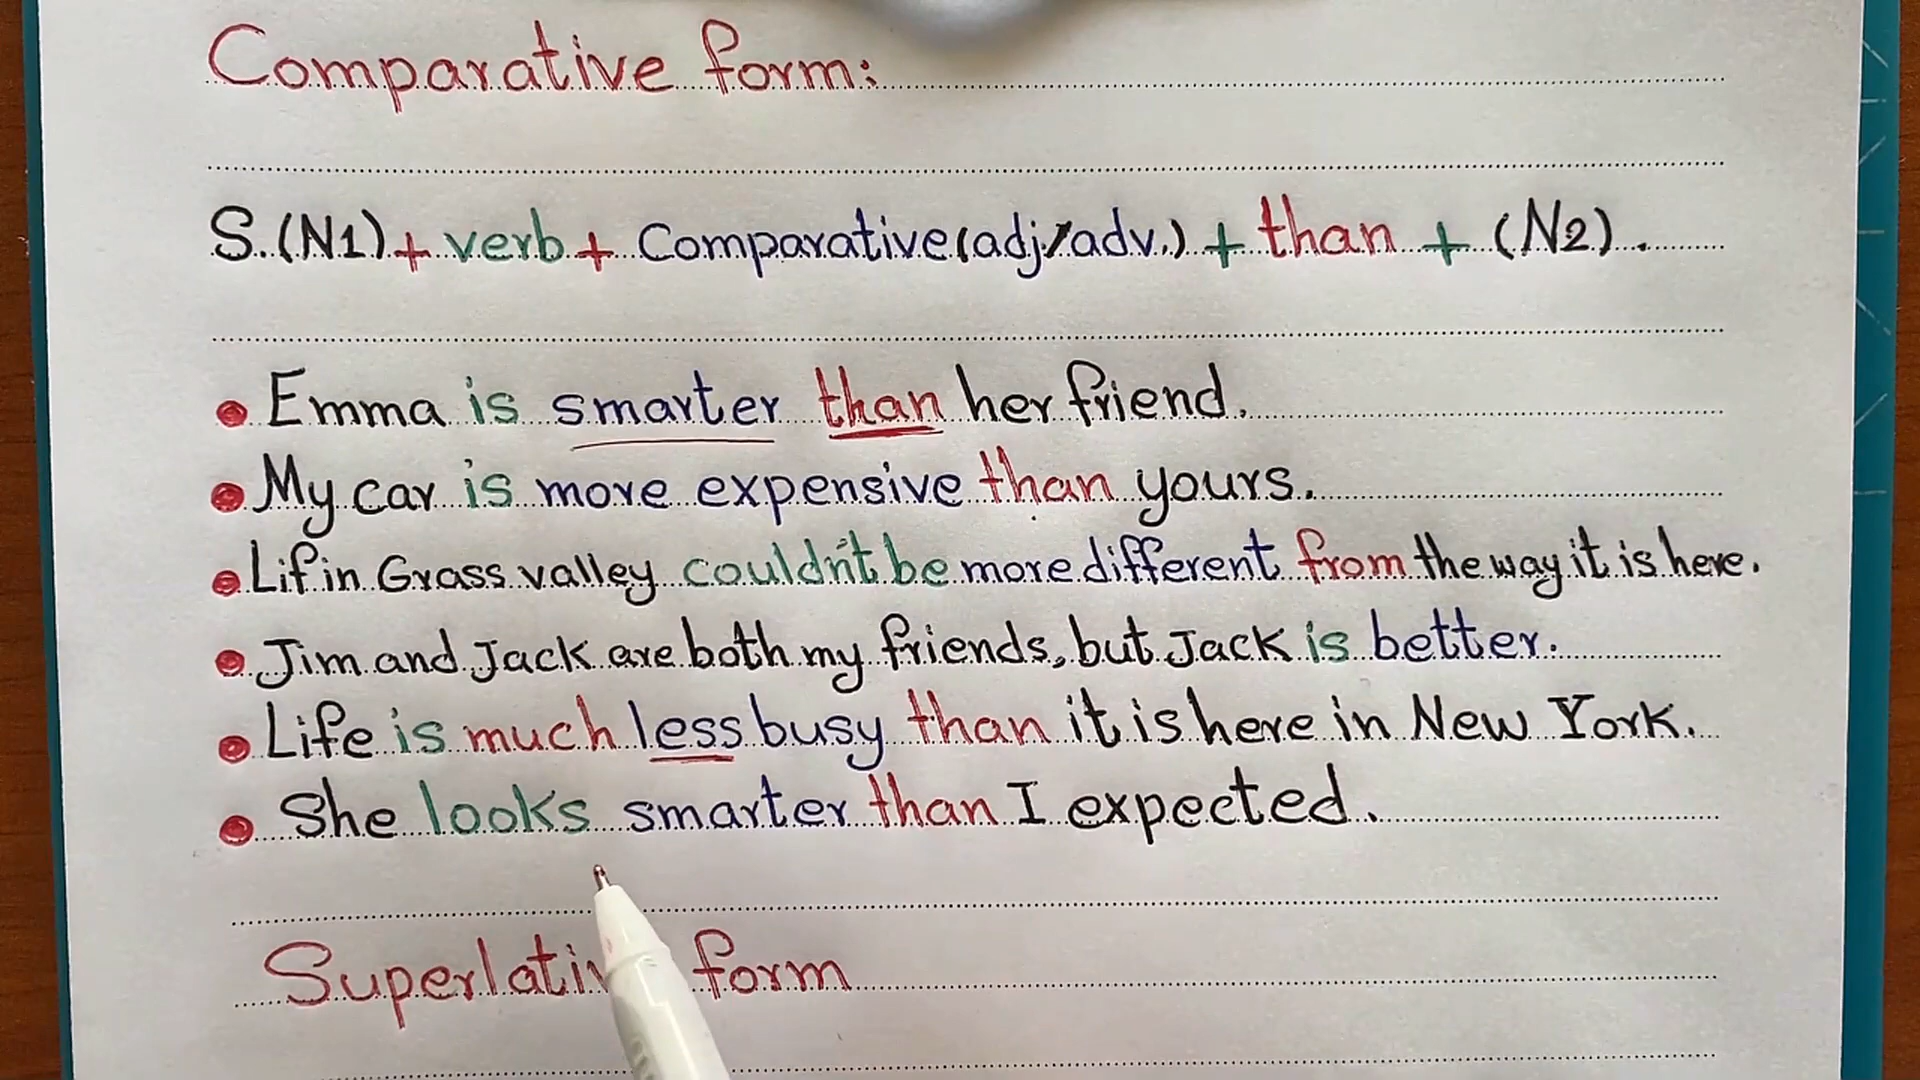 Comparative form:
S.(N1) + verb + Comparative(adj/adv.) + than + (N2).
Emma is smarter than her friend.
My car is more expensive than yours.
Lif in Grass valley couldn't be more different from the way it is here.
Jim and Jack are both my friends, but Jack is better.
Life is much less busy than it is here in New York.
She looks smarter than I expected.
Superlativ form